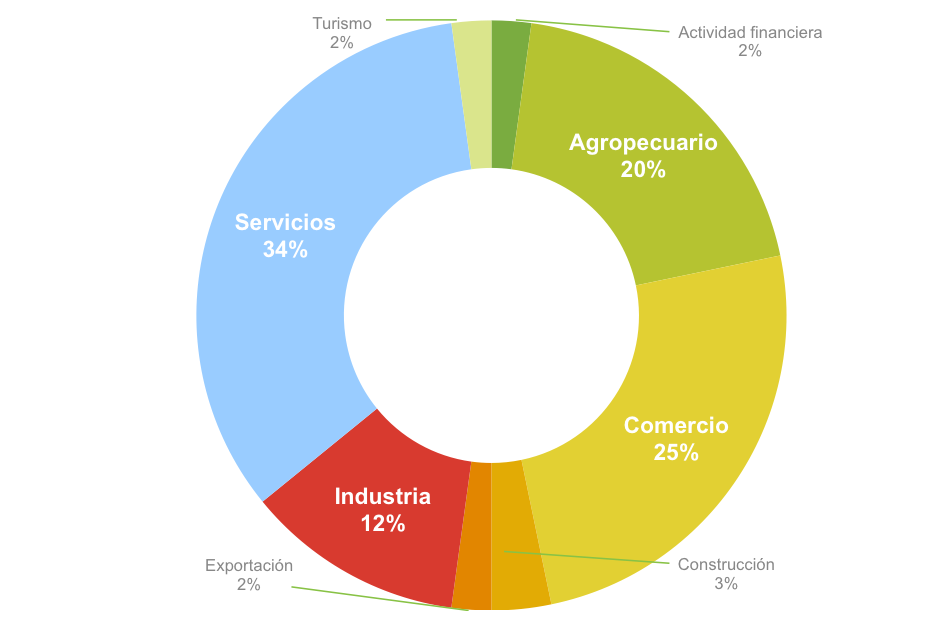 Turismo
2%
Actividad financiera
2%
Agropecuario
20%
Servicios
34%
Comercio
25%
Industria
12%
Exportación
2%
Construcción
3%